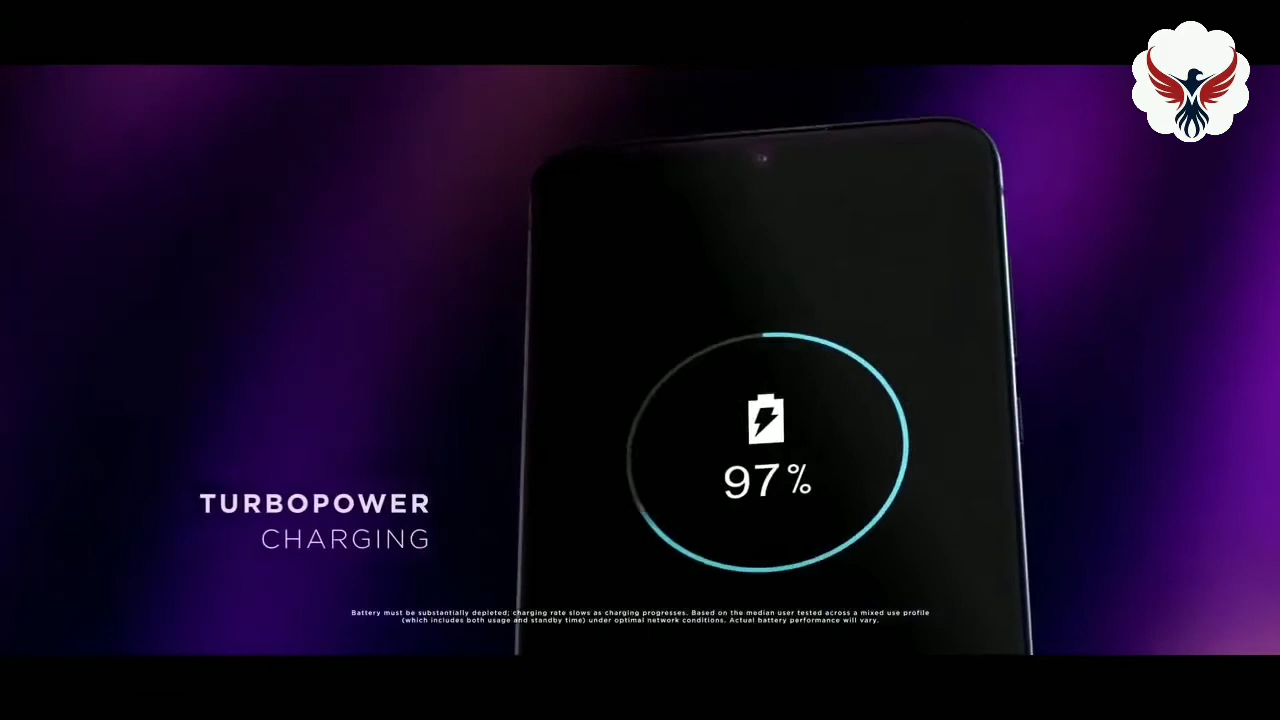 97%
TURBOPOWER
CHARGING
Battery must be substantially depleted; charging rate slows as charging progresses. Based on the median user tested across a mixed use profile
(which includes both usage and standby time) under optimal network conditions. Actual battery performance will vary.